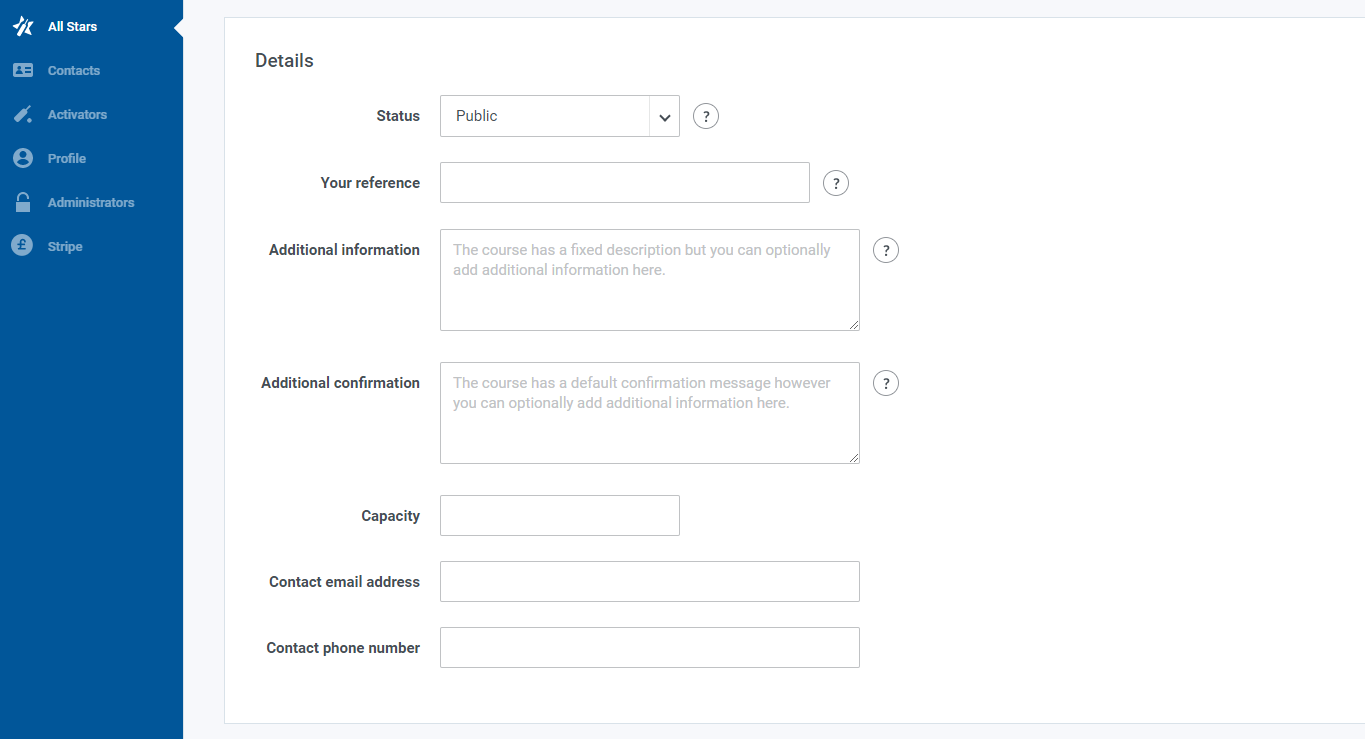 All Stars
Contacts
Activators
Profile
Administrators
£ Stripe
Details
Status
Public
?
Your reference
?
Additional information
The course has a fixed description but you can optionally
add additional information here.
?
Additional confirmation
The course has a default confirmation message however
you can optionally add additional information here.
?
Capacity
Contact email address
Contact phone number